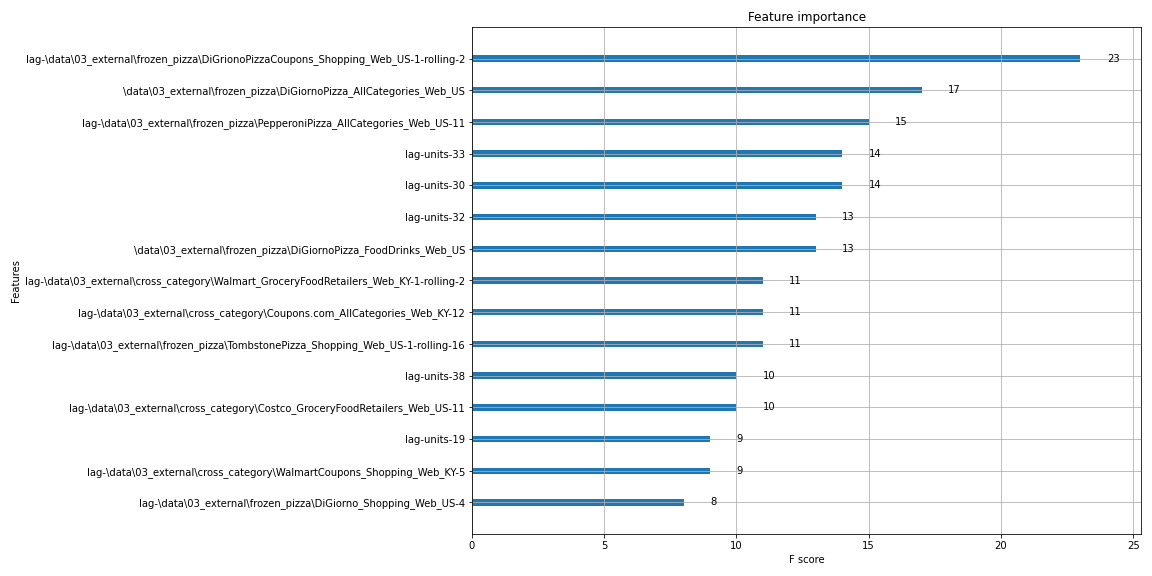 Feature importance
lag-\data\03_external\frozen_pizza\DiGrionoPizzaCoupons_Shopping_Web_US-1-rolling-2
23
\data\03_external\frozen_pizza\DiGiornoPizza_AllCategories_Web_US
17
lag-\data\03_external\frozen_pizza\PepperoniPizza_AllCategories_Web_US-11
15
lag-units-33
14
lag-units-30
14
lag-units-32
13
\data\03_external\frozen_pizza\DiGiornoPizza_FoodDrinks_Web_US
13
lag-\data\03_external\cross_category\Walmart_GroceryFoodRetailers_Web_KY-1-rolling-2
11
lag-\data\03_external\cross_category\Coupons.com_AllCategories_Web_KY-12
11
lag-\data\03_external\frozen_pizza\TombstonePizza_Shopping_Web_US-1-rolling-16
11
lag-units-38
10
lag-\data\03_external\cross_category\Costco_GroceryFoodRetailers_Web_US-11
10
lag-units-19
9
lag-\data\03_external\cross_category\WalmartCoupons_Shopping_Web_KY-5
9
lag-\data\03_external\frozen_pizza\DiGiorno_Shopping_Web_US-4
8
Features
0 5 10 15 20 25
F score